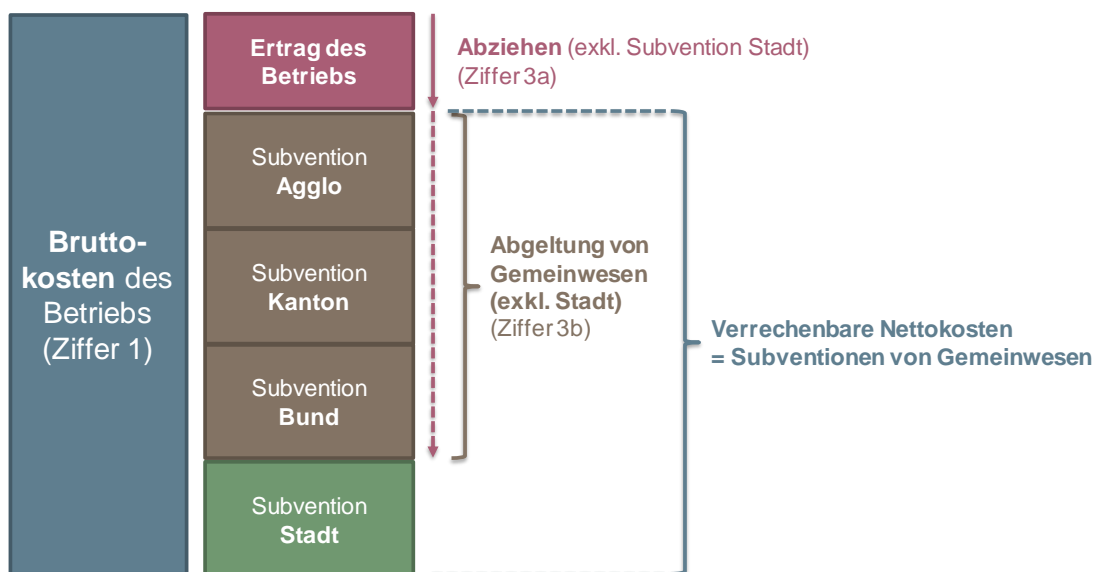 Brutto-
kosten des
Betriebs
(Ziffer 1)
Ertrag des
Betriebs
Subvention
Agglo
Subvention
Kanton
Subvention
Bund
Subvention
Stadt
Abziehen (exkl. Subvention Stadt)
(Ziffer 3a)
Abgeltung von
Gemeinwesen
(exkl. Stadt)
(Ziffer 3b)
Verrechenbare Nettokosten
= Subventionen von Gemeinwesen